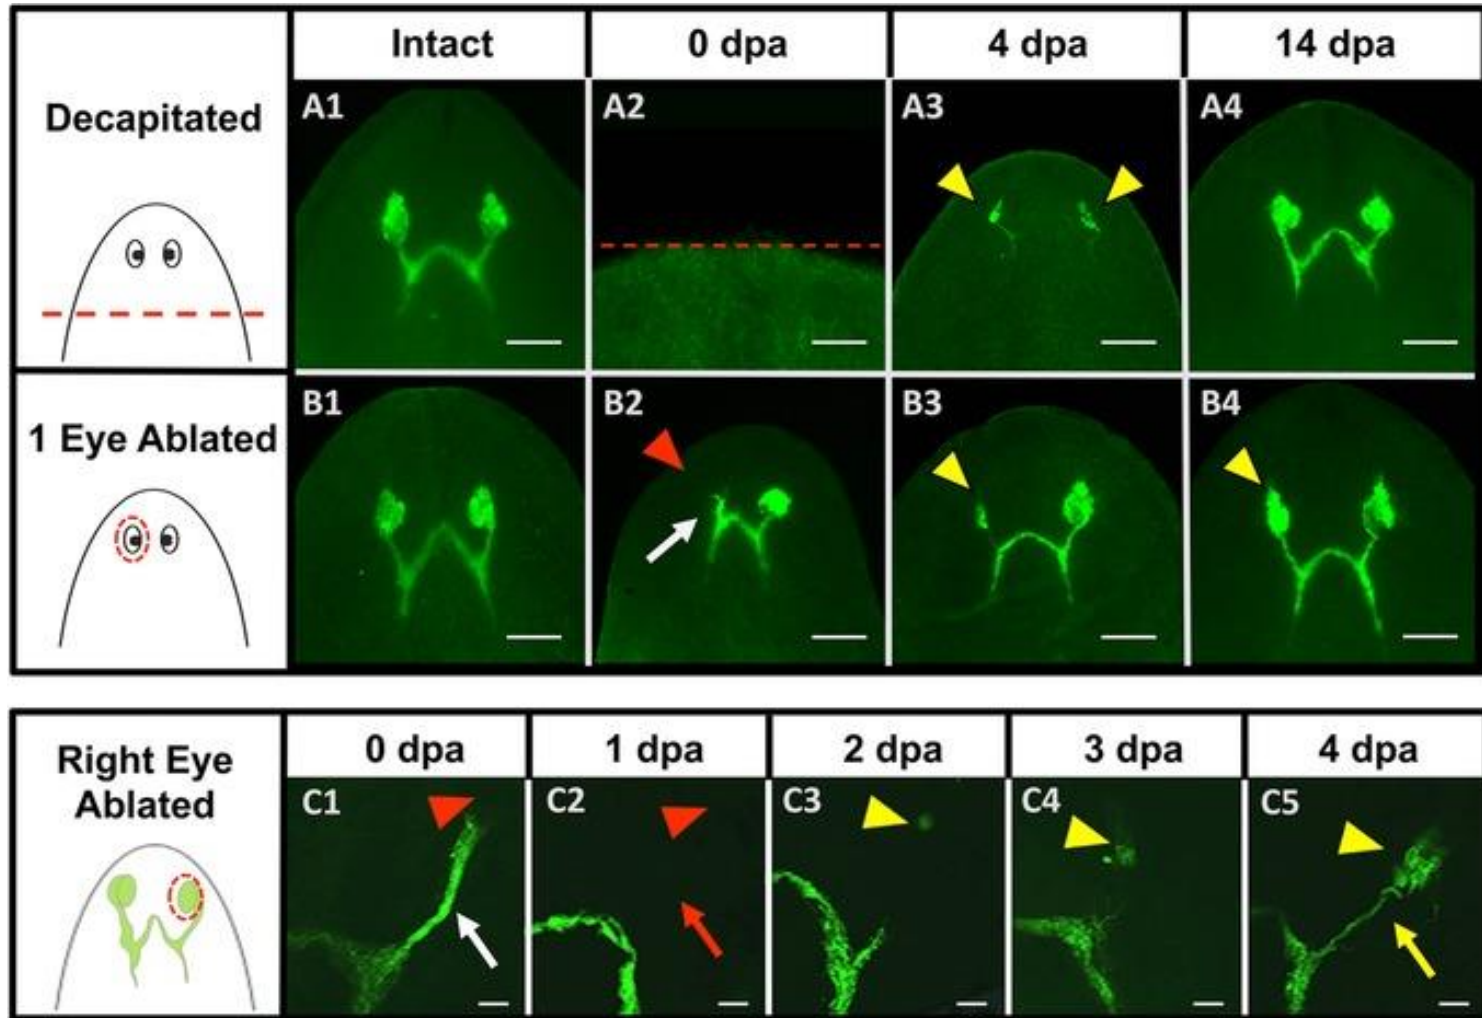 Intact 0 dpa 4 dpa 14 dpa
Decapitated
A1 A2 A3 A4
1 Eye Ablated
B1 B2 B3 B4
Right Eye
Ablated
0 dpa 1 dpa 2 dpa 3 dpa 4 dpa
C1 C2 C3 C4 C5